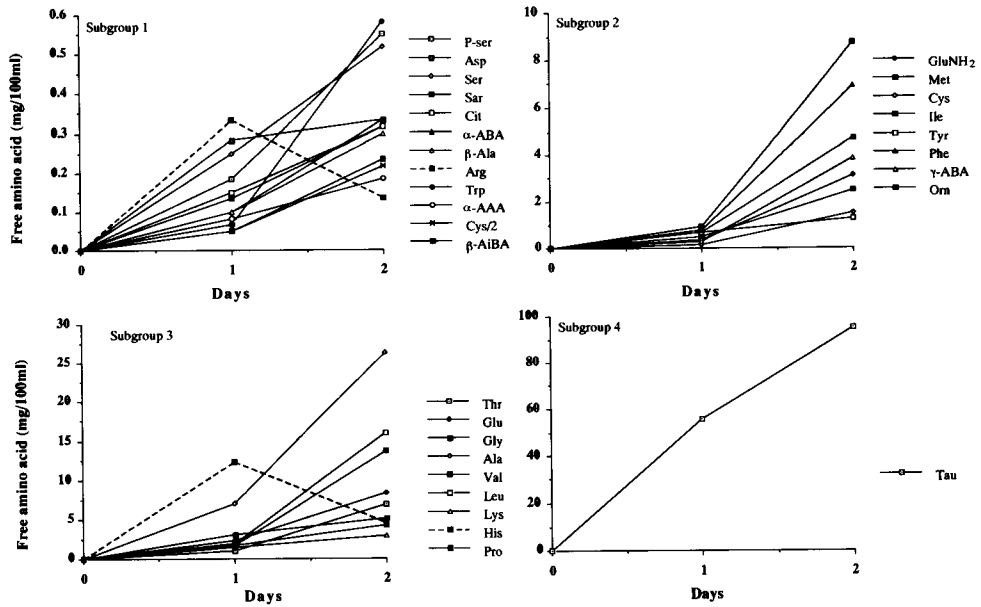 Subgroup 1
Free amino acid (mg/100ml)
0.6
0.5
0.4
0.3
0.2
0.1
0.0
0
1
2
Days
P-ser
Asp
Ser
Sar
Cit
α-ABA
β-Ala
Arg
Trp
α-AAA
Cys/2
β-AiBA
Subgroup 2
10
8
6
4
2
0
0
1
2
Days
GluNH2
Met
Cys
Ile
Tyr
Phe
γ-ABA
Orn
Subgroup 3
Free amino acid (mg/100ml)
30
25
20
15
10
5
0
0
1
2
Days
Thr
Glu
Gly
Ala
Val
Leu
Lys
His
Pro
Subgroup 4
100
80
60
40
20
0
0
1
2
Days
Tau